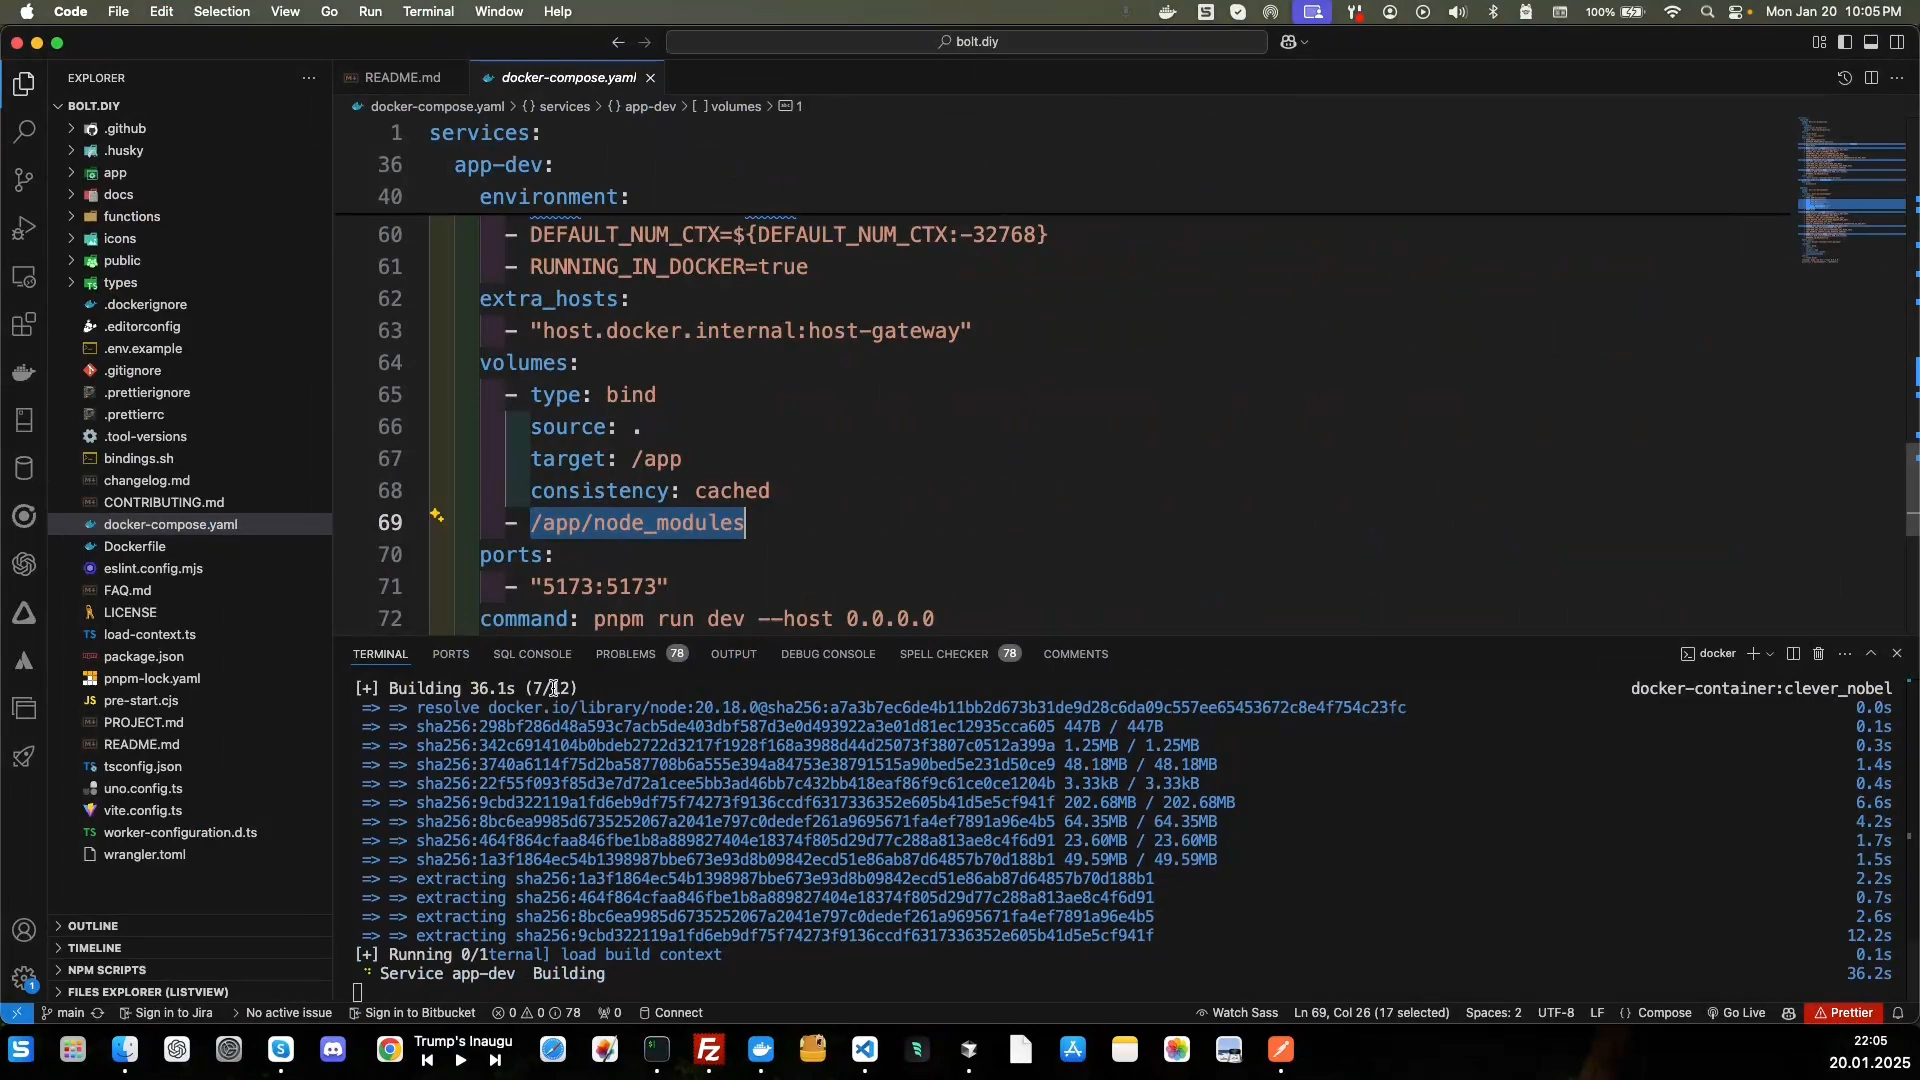 Code File Edit Selection View Go Run Terminal Window Help
100% Mon Jan 20 10:05 PM
bolt.diy
EXPLORER
README.md
docker-compose.yaml
BOLT.DIY
.github
.husky
app
docs
functions
icons
public
types
.dockerignore
.editorconfig
.env.example
.gitignore
.prettierignore
.prettierrc
.tool-versions
bindings.sh
changelog.md
CONTRIBUTING.md
docker-compose.yaml
Dockerfile
eslint.config.mjs
FAQ.md
LICENSE
load-context.ts
package.json
pnpm-lock.yaml
pre-start.cjs
PROJECT.md
README.md
tsconfig.json
uno.config.ts
vite.config.ts
worker-configuration.d.ts
wrangler.toml
OUTLINE
TIMELINE
NPM SCRIPTS
FILES EXPLORER (LISTVIEW)
docker-compose.yaml > {} services > {} app-dev > [ ] volumes > abc 1
1 services:
36 app-dev:
40 environment:
60 - DEFAULT_NUM_CTX=${DEFAULT_NUM_CTX:-32768}
61 - RUNNING_IN_DOCKER=true
62 extra_hosts:
63 - "host.docker.internal:host-gateway"
64 volumes:
65 - type: bind
66 source: .
67 target: /app
68 consistency: cached
69 - /app/node_modules
70 ports:
71 - "5173:5173"
72 command: pnpm run dev --host 0.0.0.0
TERMINAL PORTS SQL CONSOLE PROBLEMS 78 OUTPUT DEBUG CONSOLE SPELL CHECKER 78 COMMENTS
docker
[+] Building 36.1s (7/12) docker-container:clever_nobel
=> => resolve docker.io/library/node:20.18.0@sha256:a7a3b7ec6de4b11bb2d673b31de9d28c6da09c557ee65453672c8e4f754c23fc 0.0s
=> => sha256:298bf286d48a593c7acb5de403dbf587d3e0d493922a3e01d81ec12935cca605 447B / 447B 0.1s
=> => sha256:342c6914104b0bdeb2722d3217f1928f168a3988d44d25073f3807c0512a399a 1.25MB / 1.25MB 0.3s
=> => sha256:3740a6114f75d2ba587708b6a555e394a84753e38791515a90bed5e231d50ce9 48.18MB / 48.18MB 1.4s
=> => sha256:22f55f093f85d3e7d72a1cee5bb3ad46bb7c432bb418eaf86f9c61ce0ce1204b 3.33kB / 3.33kB 0.4s
=> => sha256:9cbd322119a1fd6eb9df75f74273f9136ccdf6317336352e605b41d5e5cf941f 202.68MB / 202.68MB 6.6s
=> => sha256:8bc6ea9985d6735252067a2041e797c0dedef261a9695671fa4ef7891a96e4b5 64.35MB / 64.35MB 4.2s
=> => sha256:464f864cfaa846fbe1b8a889827404e18374f805d29d77c288a813ae8c4f6d91 23.60MB / 23.60MB 1.7s
=> => sha256:1a3f1864ec54b1398987bbe673e93d8b09842ecd51e86ab87d64857b70d188b1 49.59MB / 49.59MB 1.5s
=> => extracting sha256:1a3f1864ec54b1398987bbe673e93d8b09842ecd51e86ab87d64857b70d188b1 2.2s
=> => extracting sha256:464f864cfaa846fbe1b8a889827404e18374f805d29d77c288a813ae8c4f6d91 0.7s
=> => extracting sha256:8bc6ea9985d6735252067a2041e797c0dedef261a9695671fa4ef7891a96e4b5 2.6s
=> => extracting sha256:9cbd322119a1fd6eb9df75f74273f9136ccdf6317336352e605b41d5e5cf941f 12.2s
[+] Running 0/1ternal] load build context 0.1s
Service app-dev Building 36.2s
main Sign in to Jira No active issue Sign in to Bitbucket 0 0 78 0 Connect
Watch Sass Ln 69, Col 26 (17 selected) Spaces: 2 UTF-8 LF {} Compose Go Live Prettier
Trump's Inaugu
22:05
20.01.2025